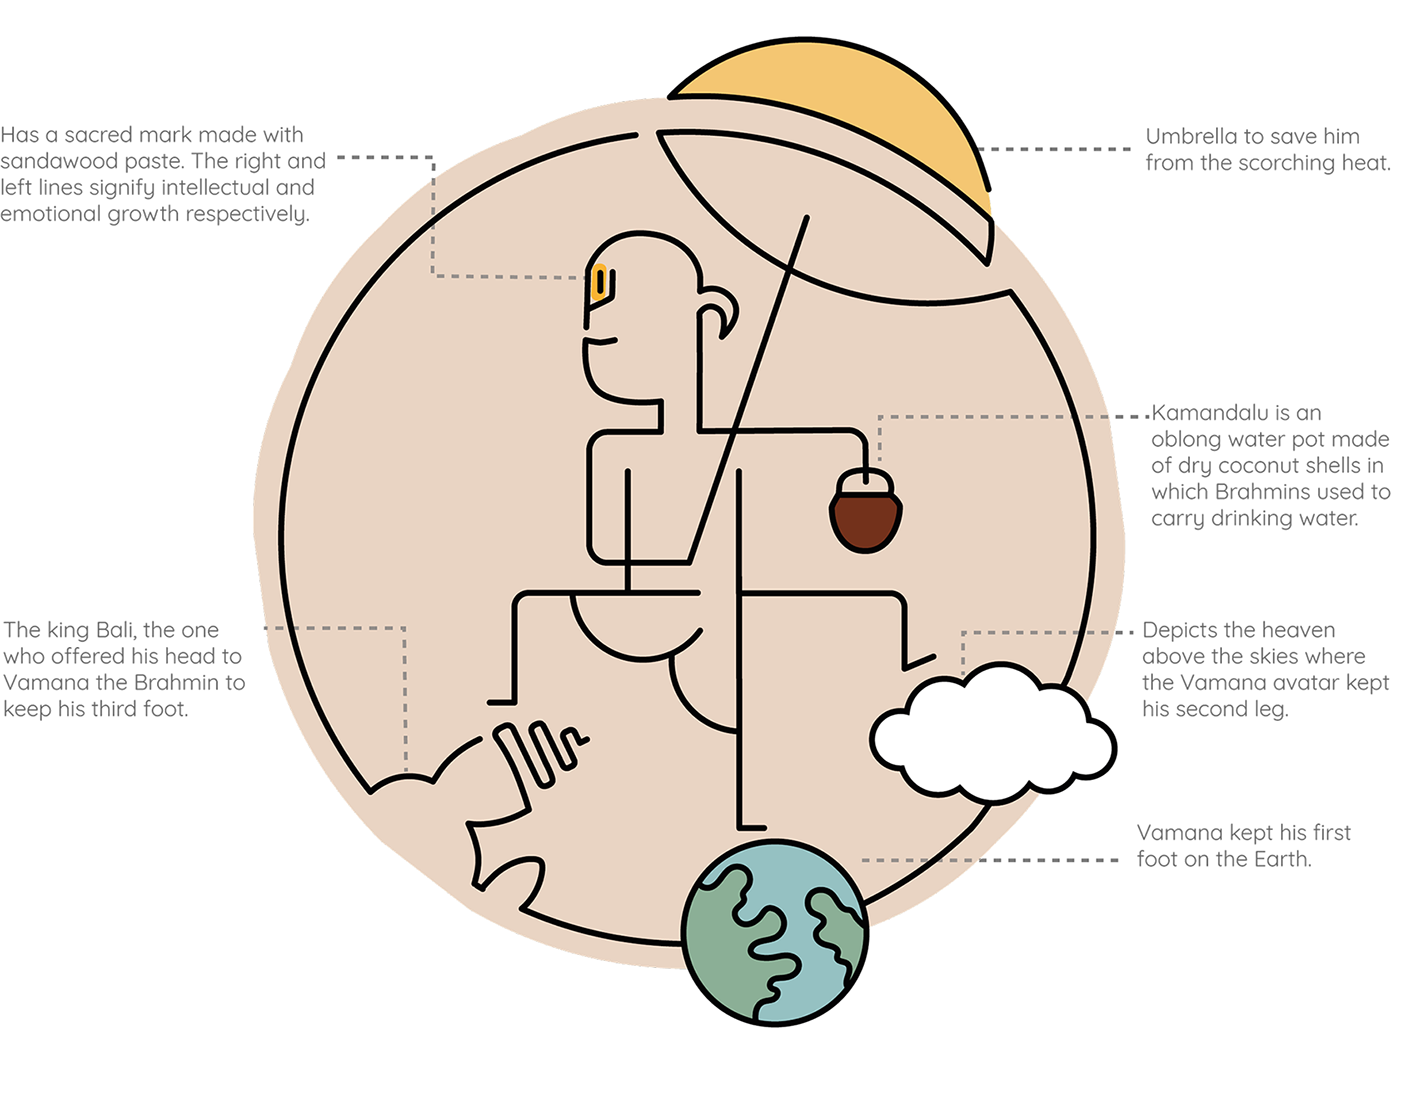 Has a sacred mark made with
sandawood paste. The right and
left lines signify intellectual and
emotional growth respectively.
Umbrella to save him
from the scorching heat.
Kamandalu is an
oblong water pot made
of dry coconut shells in
which Brahmins used to
carry drinking water.
The king Bali, the one
who offered his head to
Vamana the Brahmin to
keep his third foot.
Depicts the heaven
above the skies where
the Vamana avatar kept
his second leg.
Vamana kept his first
foot on the Earth.